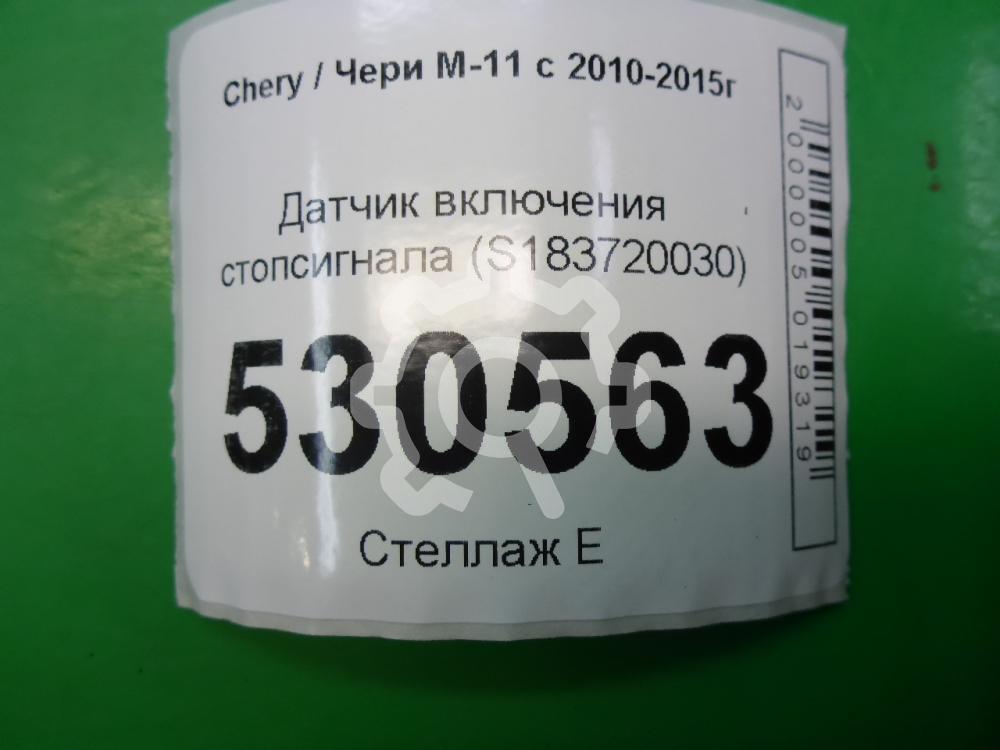 Chery / Чери М-11 с 2010-2015г
Датчик включения
стопсигнала (S183720030)
530563
Стеллаж Е
2000005019319